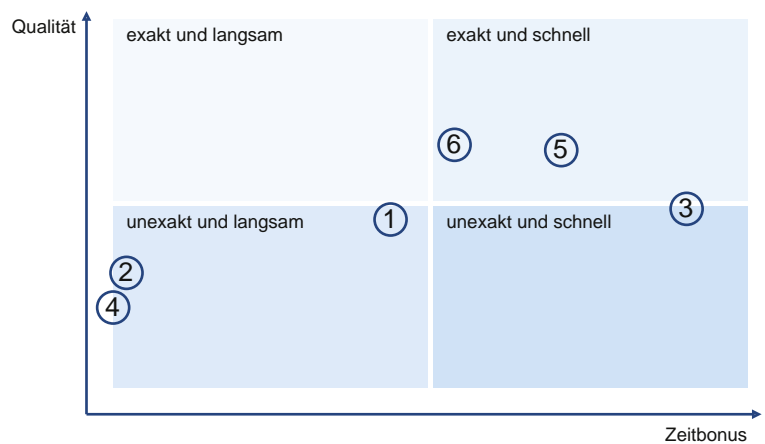 Qualität
exakt und langsam
exakt und schnell
6
5
3
unexakt und langsam
1
unexakt und schnell
2
4
Zeitbonus